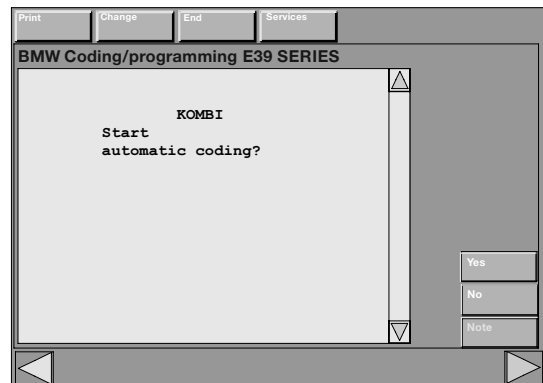 Print Change End Services
BMW Coding/programming E39 SERIES
KOMBI
Start
automatic coding?
Yes
No
Note